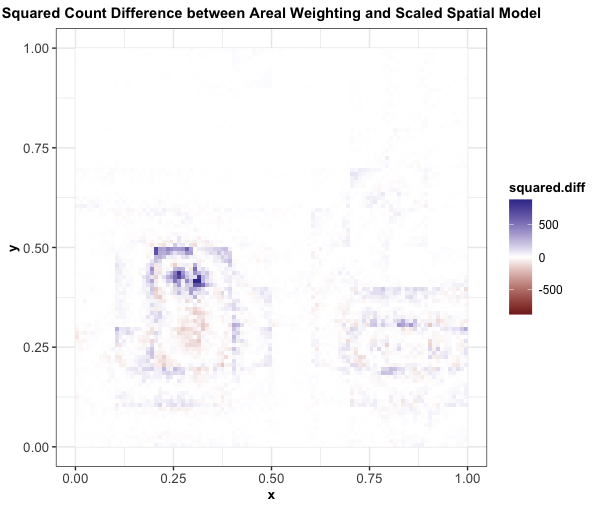 Squared Count Difference between Areal Weighting and Scaled Spatial Model
1.00
0.75
0.50
0.25
0.00
y
0.00 0.25 0.50 0.75 1.00
x
squared.diff
500
0
-500